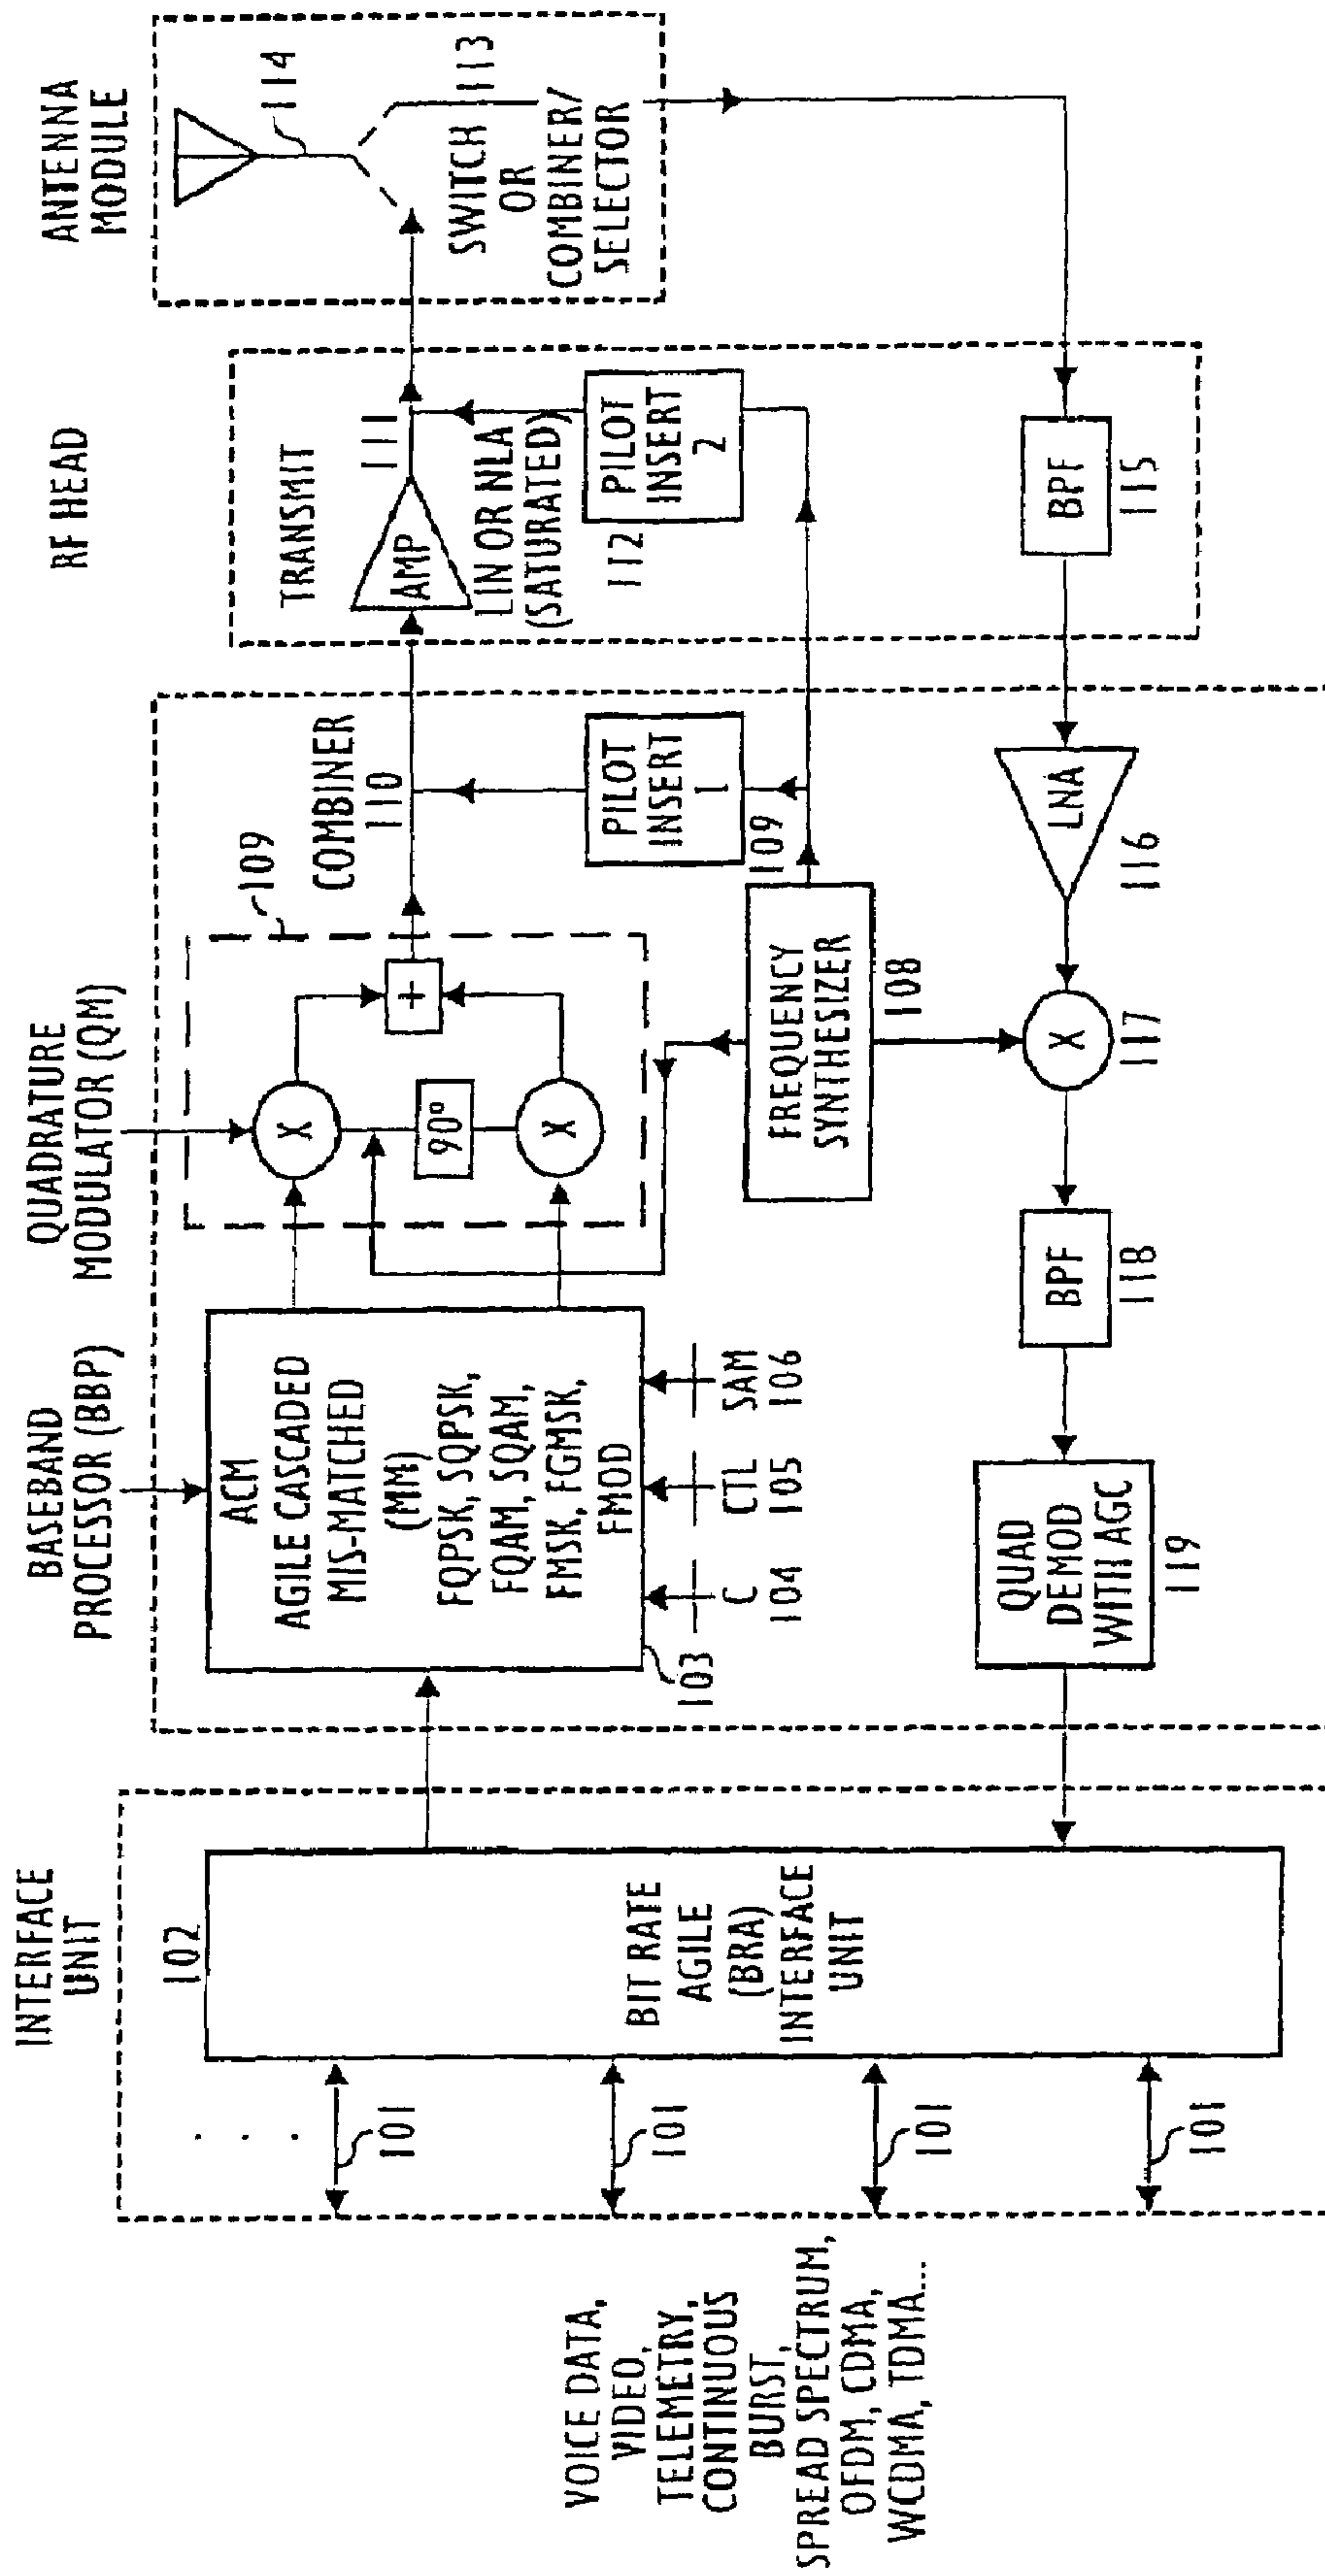 INTERFACE
UNIT
BASEBAND
PROCESSOR (BBP)
QUADRATURE
MODULATOR (QM)
RF HEAD
ANTENNA
MODULE
VOICE DATA,
VIDEO,
TELEMETRY,
CONTINUOUS
BURST,
SPREAD SPECTRUM,
OFDM, CDMA,
WCDMA, TDMA...
. . .
101
101
101
101
102
BIT RATE
AGILE
(BRA)
INTERFACE
UNIT
ACM
AGILE CASCADED
MIS-MATCHED
(MM)
FQPSK, SQPSK,
FQAM, SQAM,
FMSK, FGMSK,
FMOD
103
C
104
CTL
105
SAM
106
X
90°
X
+
109
COMBINER
110
PILOT
INSERT
1
109
FREQUENCY
SYNTHESIZER
108
TRANSMIT
AMP
111
LIN OR NLA
(SATURATED)
PILOT
INSERT
2
112
114
113
SWITCH
OR
COMBINER/
SELECTOR
BPF
115
LNA
116
X
117
BPF
118
QUAD
DEMOD
WITH AGC
119